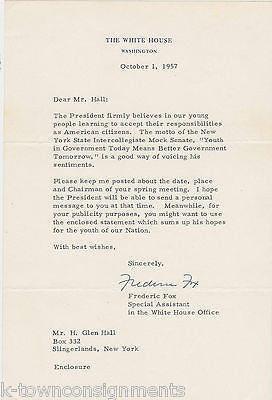 THE WHITE HOUSE
WASHINGTON
October 1, 1957
Dear Mr. Hall:
The President firmly believes in our young
people learning to accept their responsibilities
as American citizens. The motto of the New
York State Intercollegiate Mock Senate, "Youth
in Government Today Means Better Government
Tomorrow," is a good way of voicing his
sentiments.
Please keep me posted about the date, place
and Chairman of your spring meeting. I hope
the President will be able to send a personal
message to you at that time. Meanwhile, for
your publicity purposes, you might want to use
the enclosed statement which sums up his hopes
for the youth of our Nation.
With best wishes,
Sincerely,
Frederic Fox
Frederic Fox
Special Assistant
in the White House Office
Mr. H. Glen Hall
Box 332
Slingerlands, New York
Enclosure
k-townconsignments